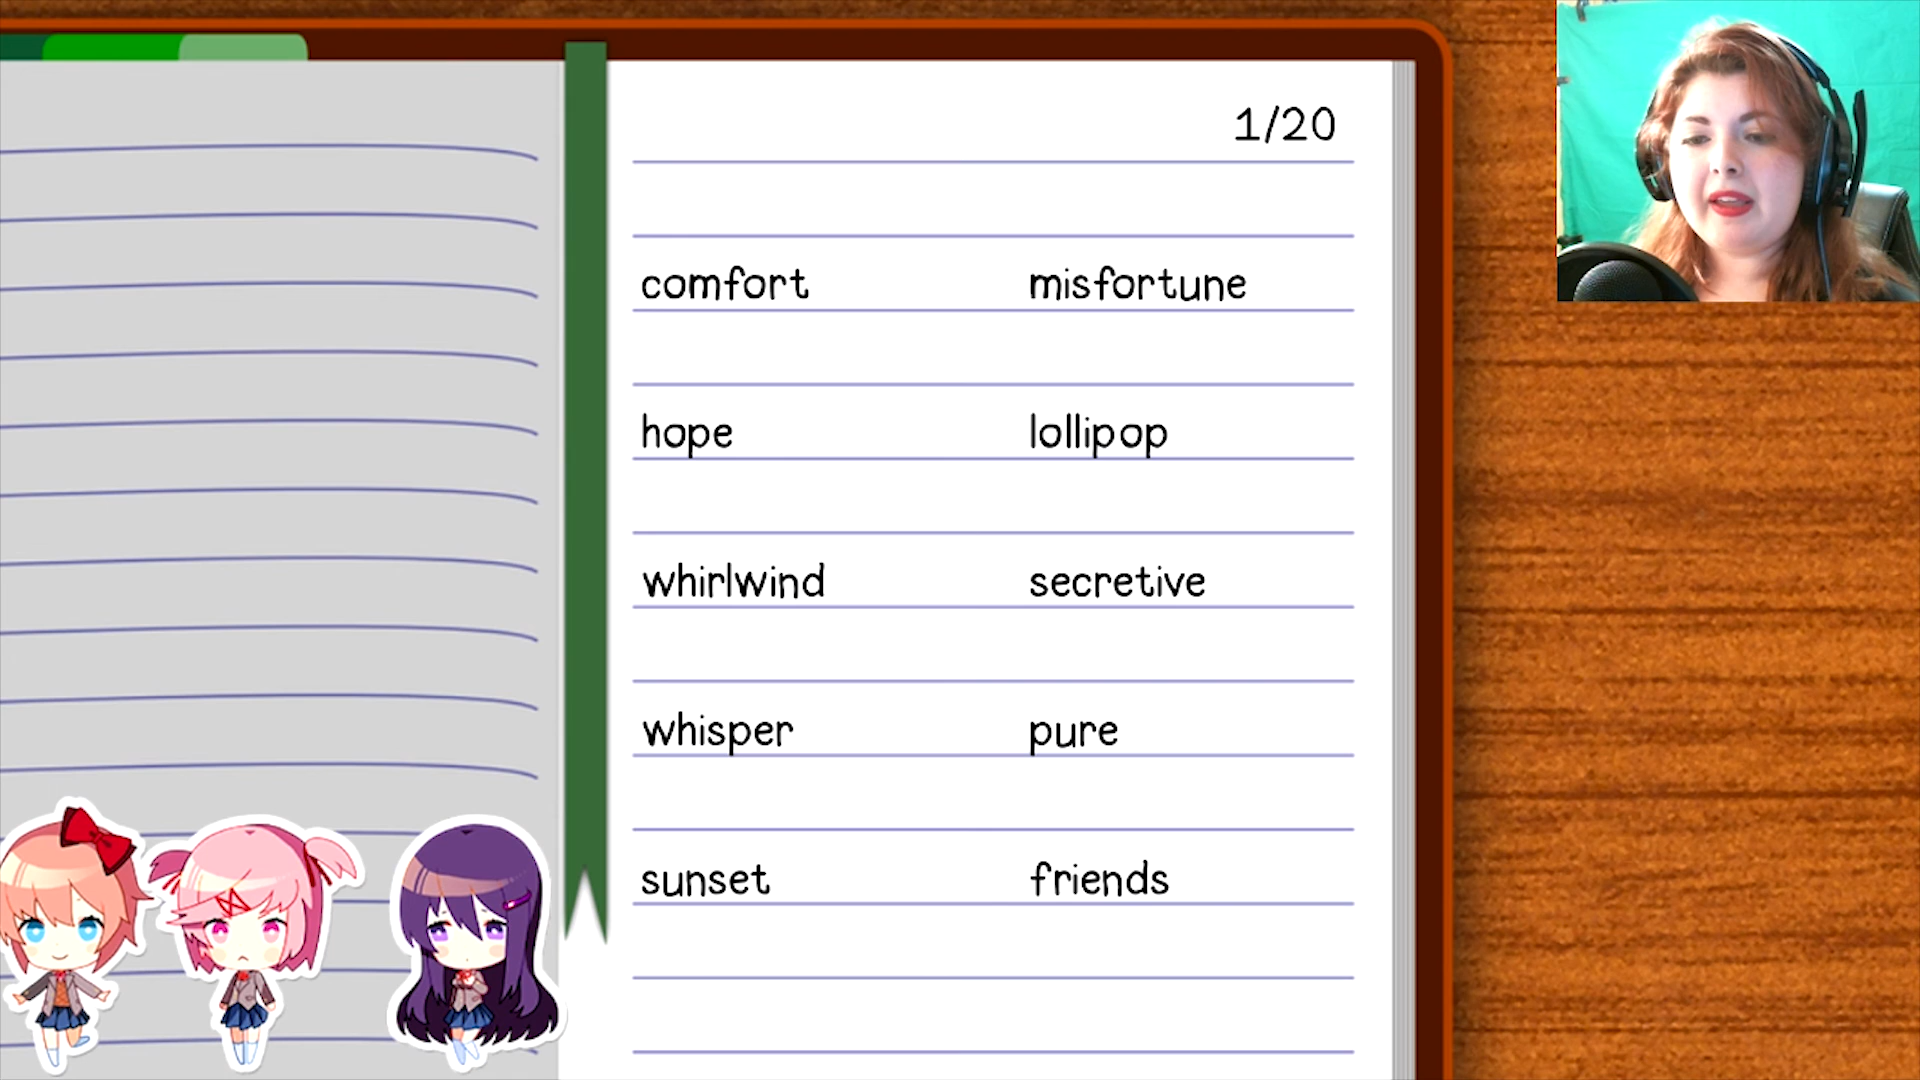 1/20
comfort misfortune
hope lollipop
whirlwind secretive
whisper pure
sunset friends